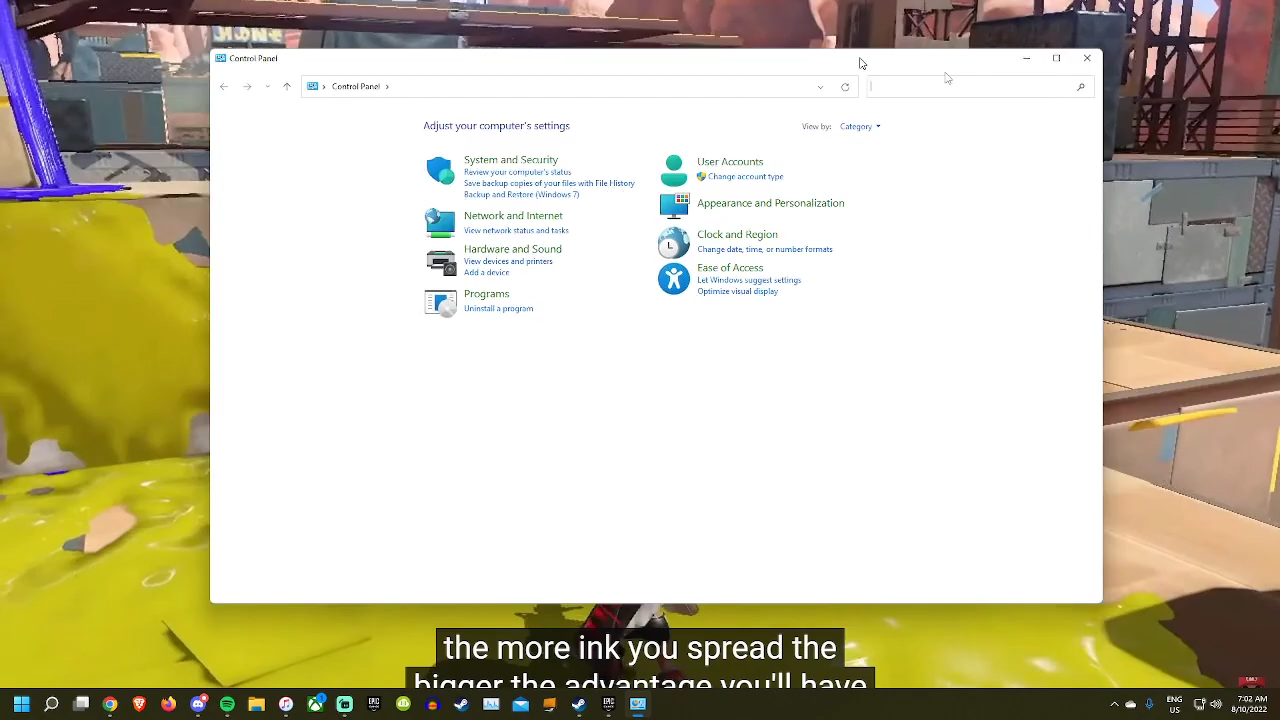 Control Panel
Control Panel
Adjust your computer's settings
View by: Category
System and Security
Review your computer's status
Save backup copies of your files with File History
Backup and Restore (Windows 7)
Network and Internet
View network status and tasks
Hardware and Sound
View devices and printers
Add a device
Programs
Uninstall a program
User Accounts
Change account type
Appearance and Personalization
Clock and Region
Change date, time, or number formats
Ease of Access
Let Windows suggest settings
Optimize visual display
the more ink you spread the
bigger the advantage you'll have
ENG
US
7:02 AM
8/10/2022